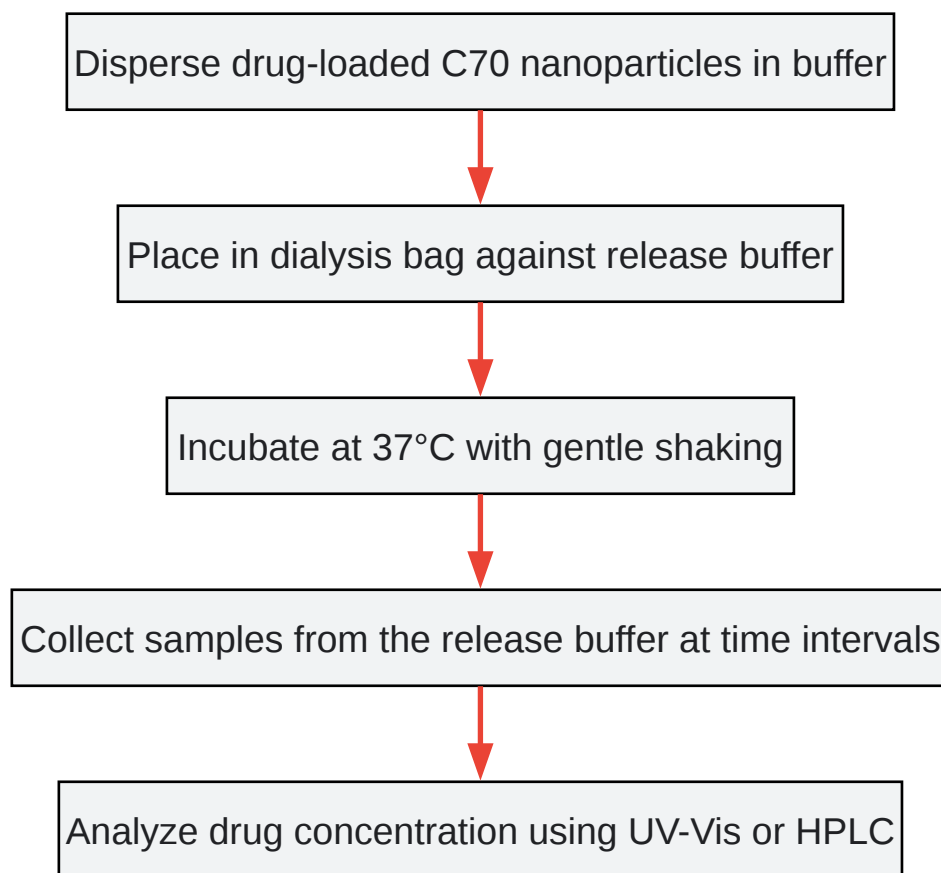 Disperse drug-loaded C70 nanoparticles in buffer
Place in dialysis bag against release buffer
Incubate at 37°C with gentle shaking
Collect samples from the release buffer at time intervals
Analyze drug concentration using UV-Vis or HPLC